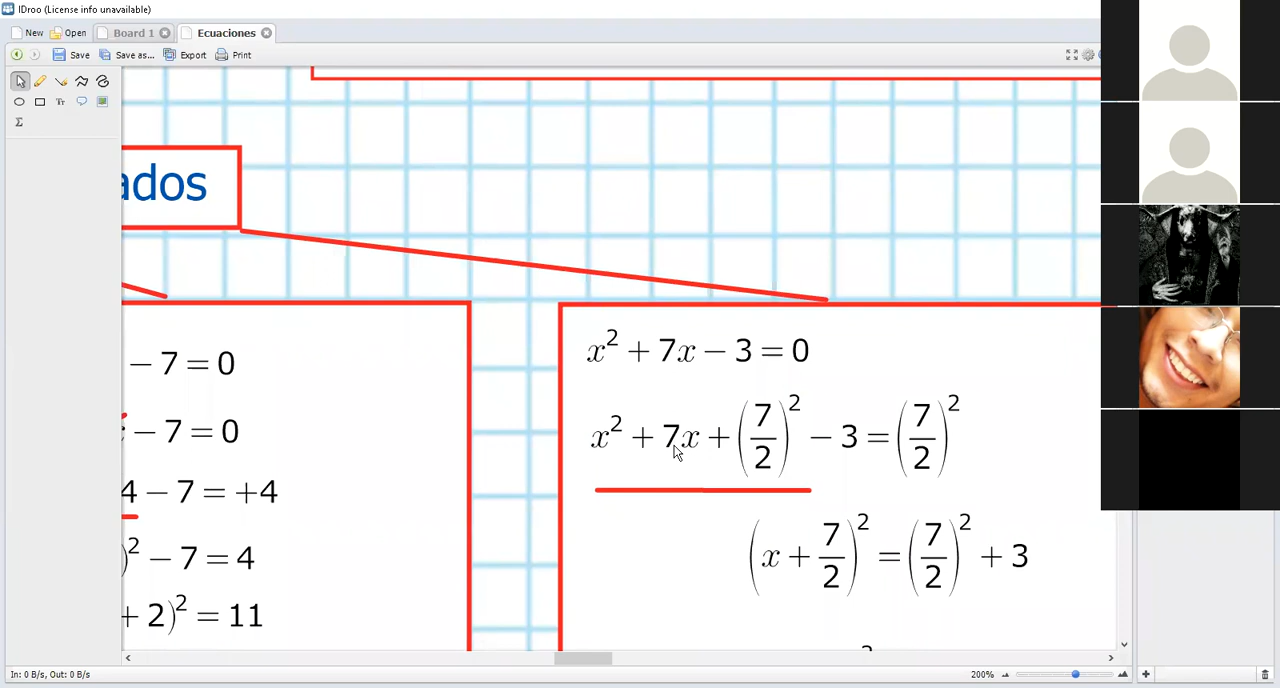 IDroo (License info unavailable)
New Open Board 1 Ecuaciones
Save Save as... Export Print
Tr
Σ
ados
− 7 = 0
− 7 = 0
4 − 7 = +4
)² − 7 = 4
+ 2)² = 11
x² + 7x − 3 = 0
x² + 7x + (7/2)² − 3 = (7/2)²
(x + 7/2)² = (7/2)² + 3
In: 0 B/s, Out: 0 B/s
200%